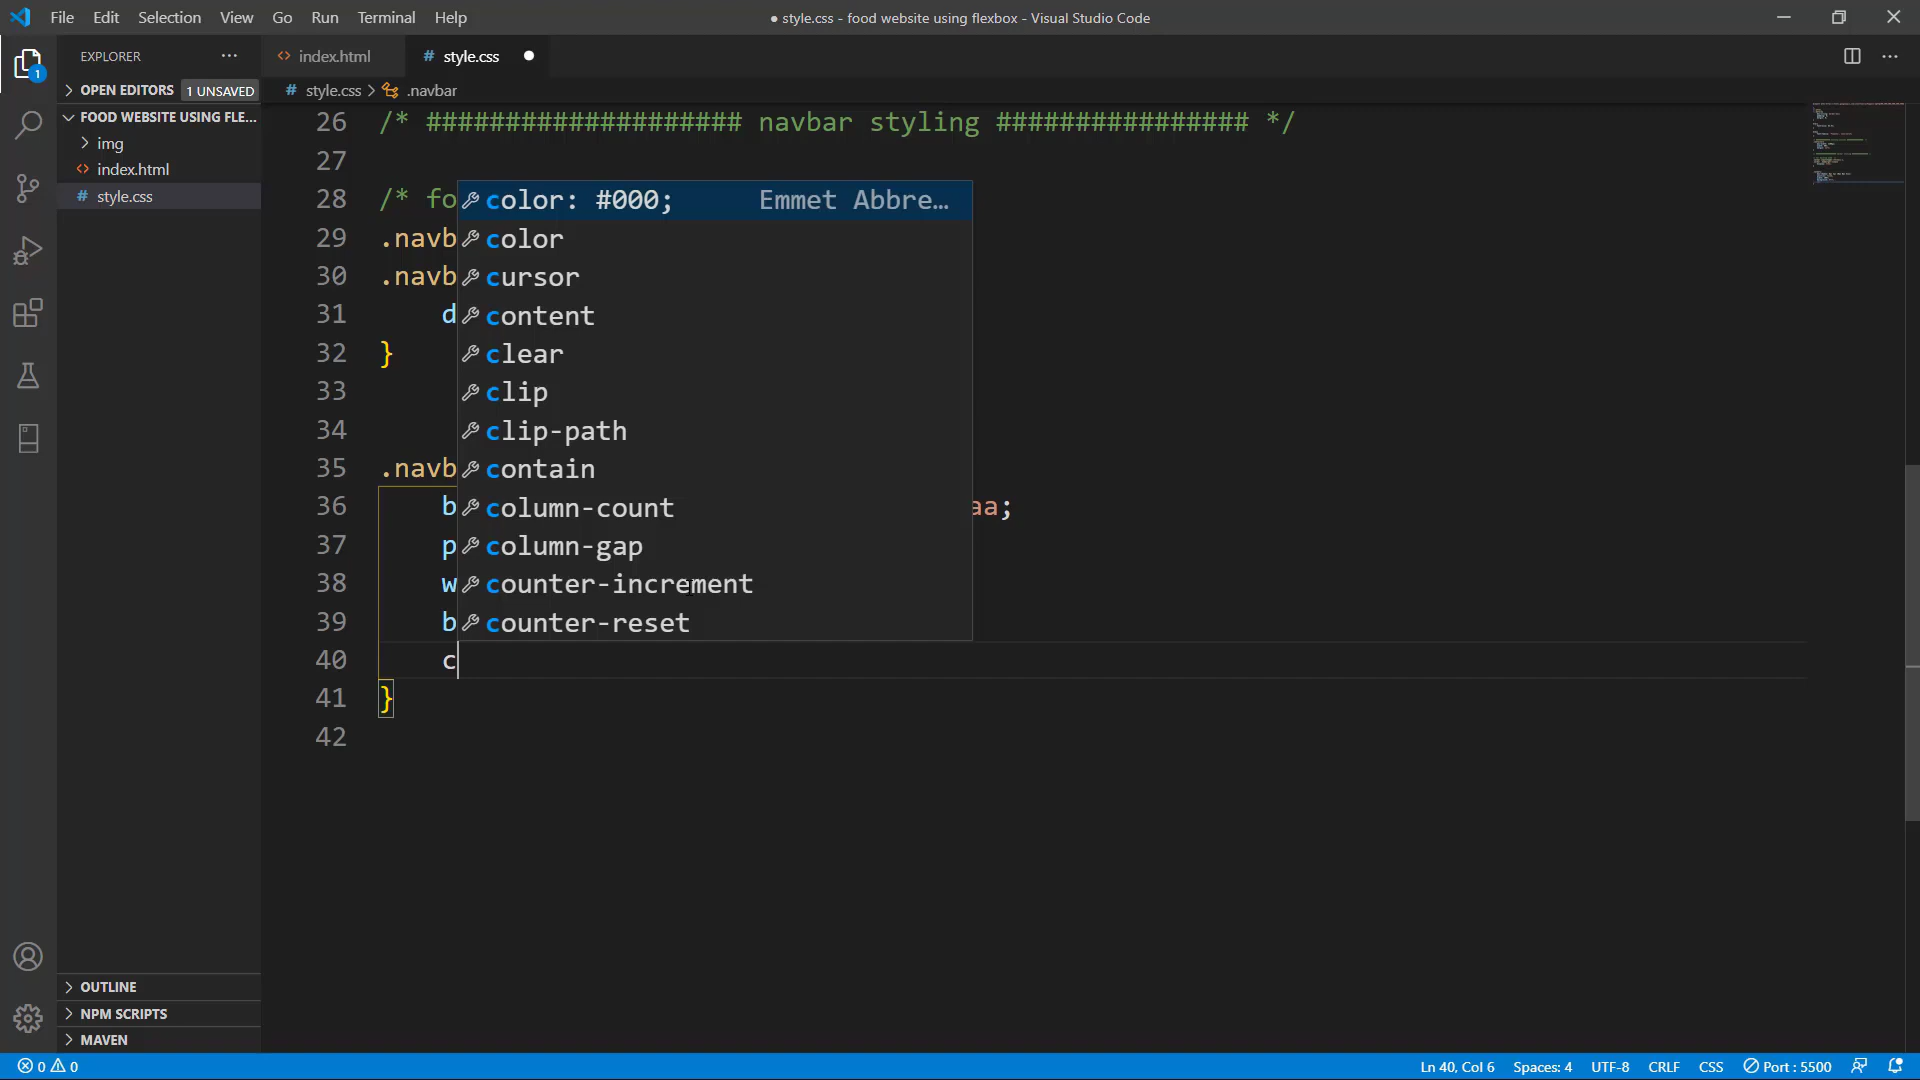 File Edit Selection View Go Run Terminal Help
● style.css - food website using flexbox - Visual Studio Code
EXPLORER ···
index.html
# style.css ●
OPEN EDITORS 1 UNSAVED
# style.css > .navbar
FOOD WEBSITE USING FLE...
img
index.html
# style.css
26 /* #################### navbar styling ################ */
27
28 /* fo
29 .navb
30 .navb
31 d
32 }
33
34
35 .navb
36 b aa;
37 p
38 w
39 b
40 c
41 }
42
color: #000; Emmet Abbre...
color
cursor
content
clear
clip
clip-path
contain
column-count
column-gap
counter-increment
counter-reset
1
OUTLINE
NPM SCRIPTS
MAVEN
0 0
Ln 40, Col 6 Spaces: 4 UTF-8 CRLF CSS Port : 5500